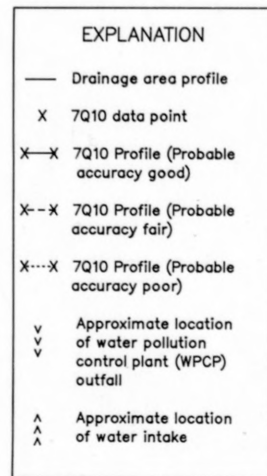 EXPLANATION
Drainage area profile
X 7Q10 data point
X—X 7Q10 Profile (Probable
accuracy good)
X--X 7Q10 Profile (Probable
accuracy fair)
X····X 7Q10 Profile (Probable
accuracy poor)
Approximate location
of water pollution
control plant (WPCP)
outfall
Approximate location
of water intake